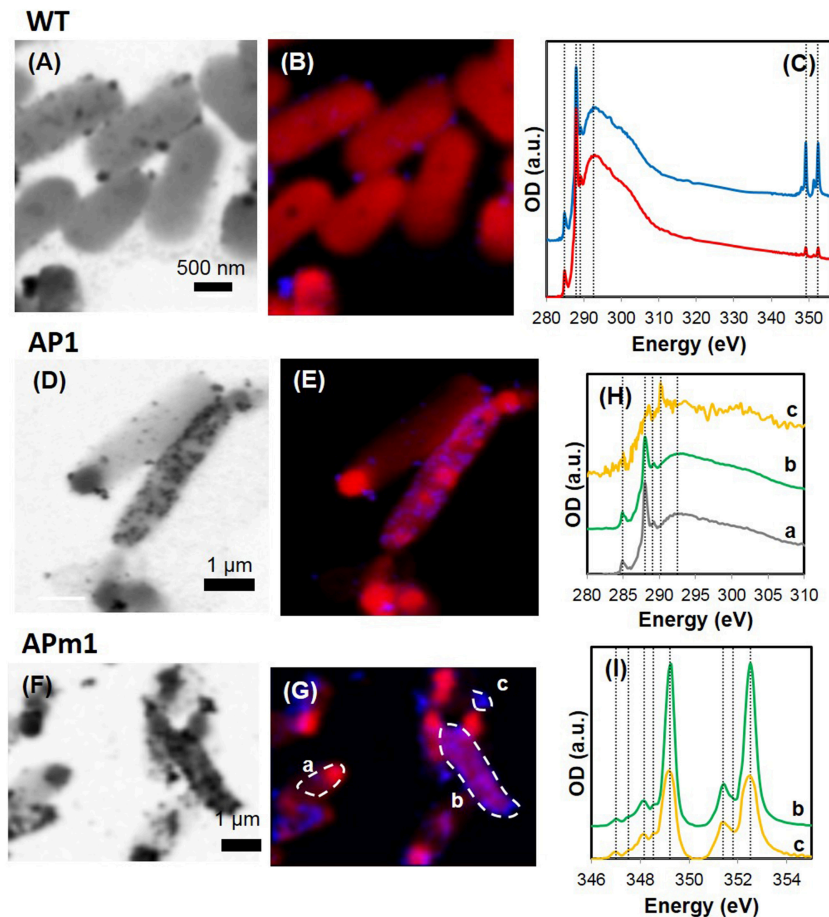 WT
(A)
500 nm
(B)
(C)
OD (a.u.)
280 290 300 310 320 330 340 350
Energy (eV)
AP1
(D)
1 µm
(E)
(H)
c
b
a
OD (a.u.)
280 285 290 295 300 305 310
Energy (eV)
APm1
(F)
1 µm
(G)
c
a
b
(I)
b
c
OD (a.u.)
346 348 350 352 354
Energy (eV)